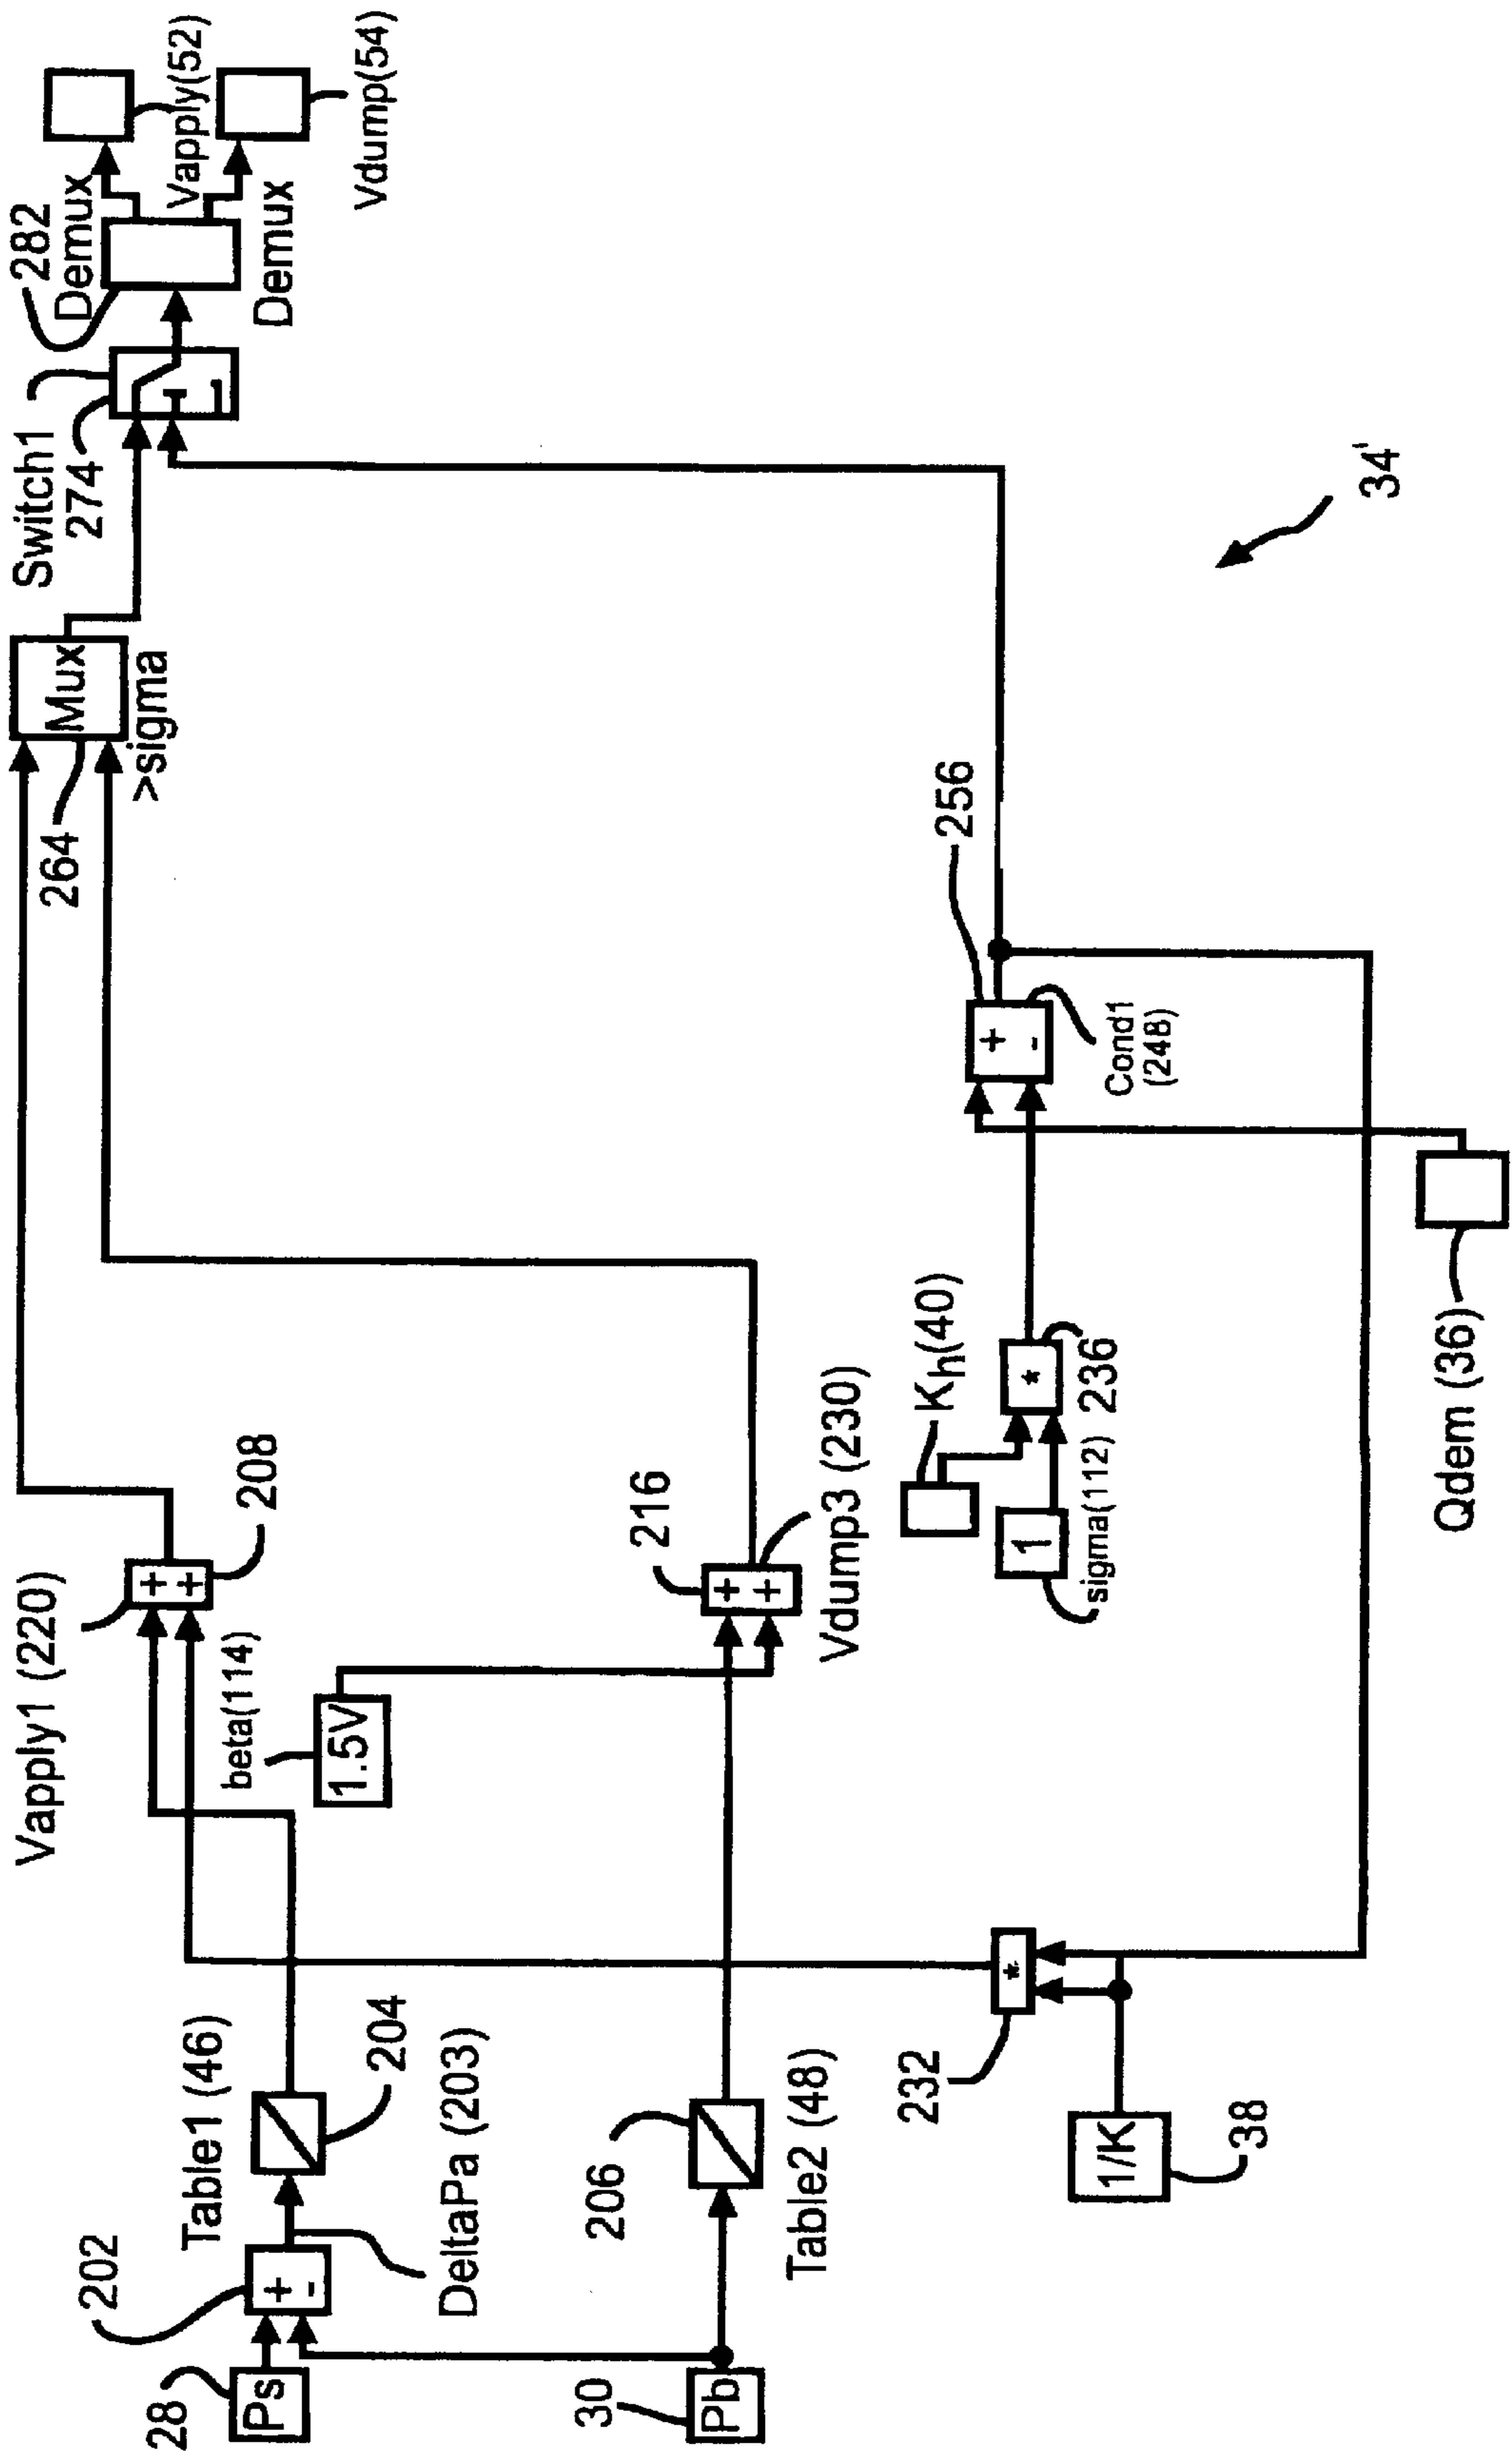 28
Ps
202
+
-
Table1 (46)
204
DeltaPa (203)
30
Pb
206
Table2 (48)
232
*
1/K
38
Vapply1 (220)
+
+
208
beta(114)
1.5V
216
+
+
Vdump3 (230)
Kh(40)
1
sigma(112)
*
236
Qdem (36)
256
+
-
Cond1
(248)
264
Mux
>sigma
Switch1
274
282
Demux
Demux
Vapply(52)
Vdump(54)
34'